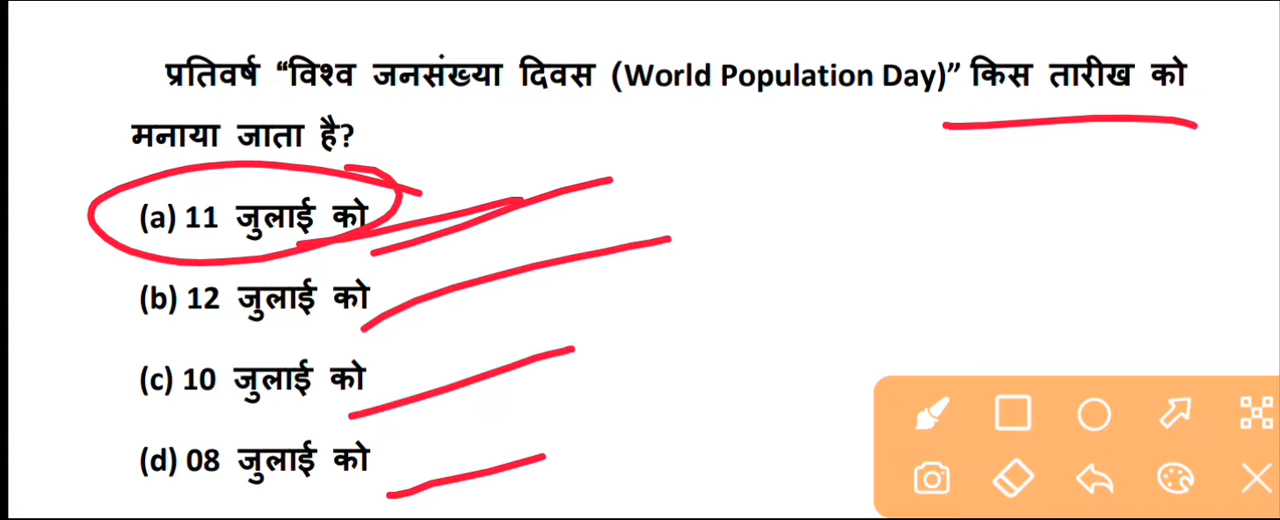 प्रतिवर्ष “विश्व जनसंख्या दिवस (World Population Day)” किस तारीख को
मनाया जाता है?
(a) 11 जुलाई को
(b) 12 जुलाई को
(c) 10 जुलाई को
(d) 08 जुलाई को